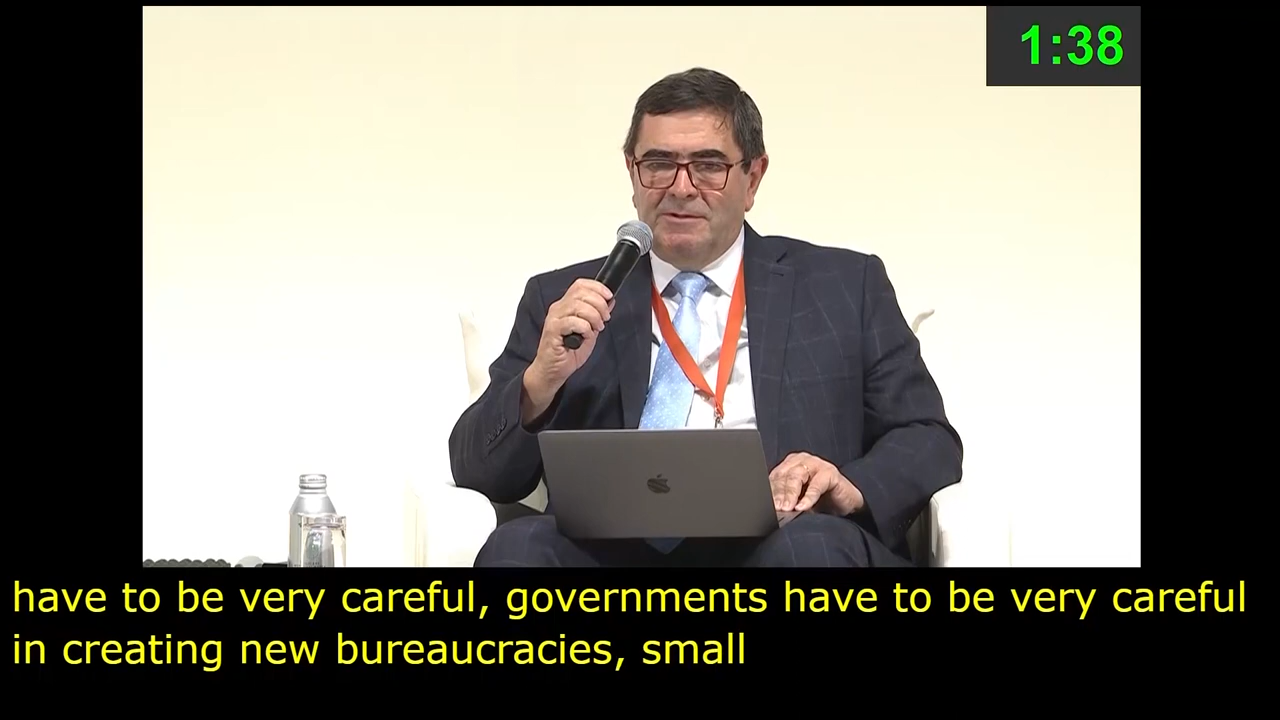 1:38
have to be very careful, governments have to be very careful
in creating new bureaucracies, small